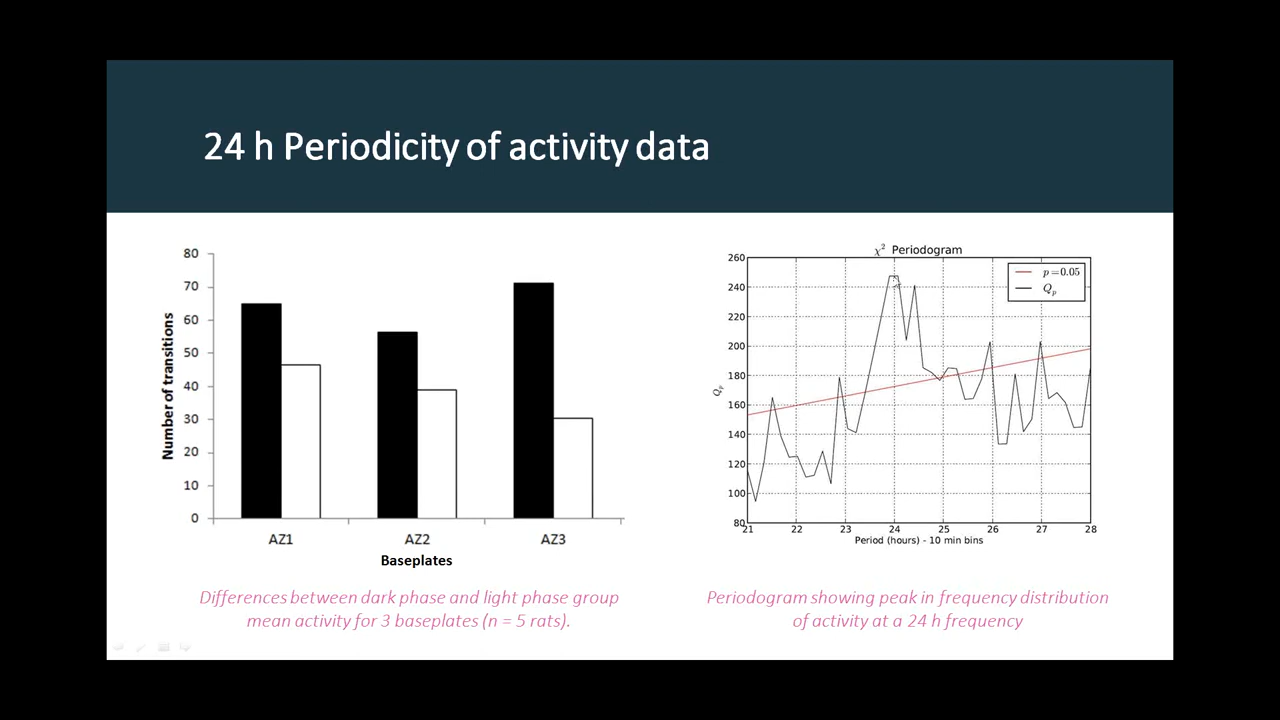 24 h Periodicity of activity data
80
70
60
50
40
30
20
10
0
Number of transitions
AZ1 AZ2 AZ3
Baseplates
Differences between dark phase and light phase group
mean activity for 3 baseplates (n = 5 rats).
χ² Periodogram
p = 0.05
Qp
260
240
220
200
180
160
140
120
100
80
Qp
21 22 23 24 25 26 27 28
Period (hours) - 10 min bins
Periodogram showing peak in frequency distribution
of activity at a 24 h frequency